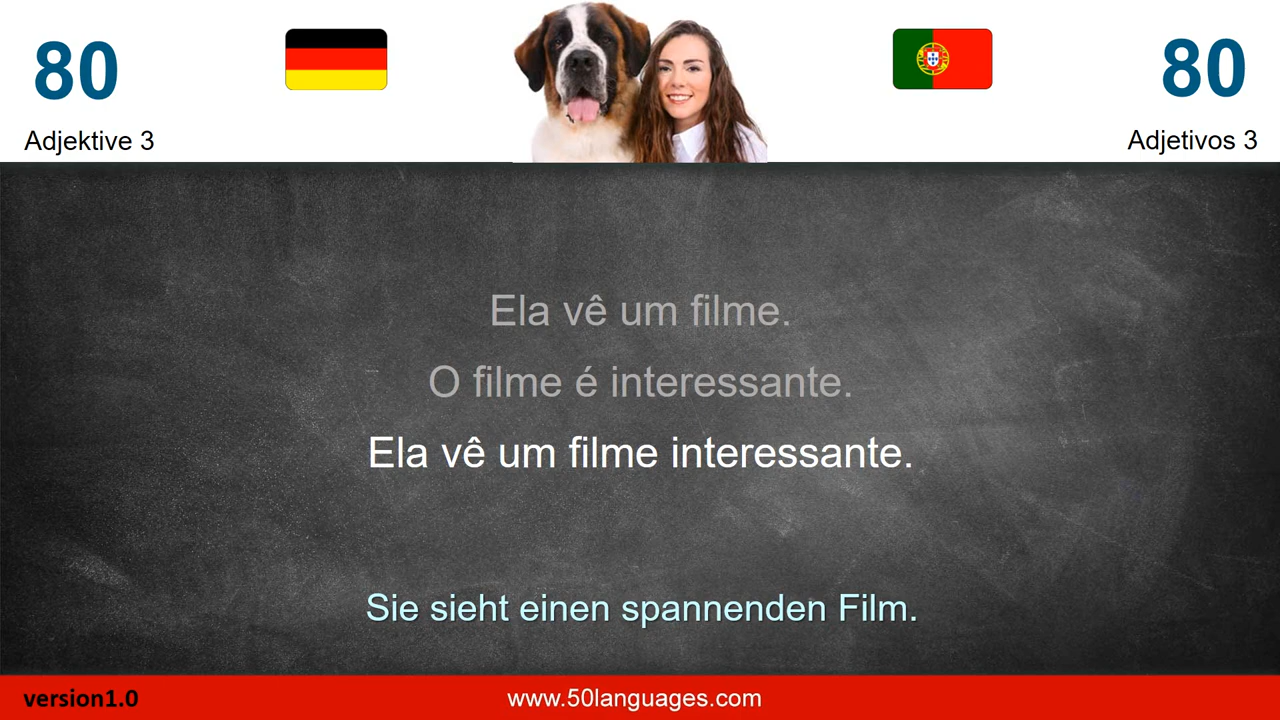 80
80
Adjektive 3
Adjetivos 3
Ela vê um filme.
O filme é interessante.
Ela vê um filme interessante.
Sie sieht einen spannenden Film.
version1.0
www.50languages.com